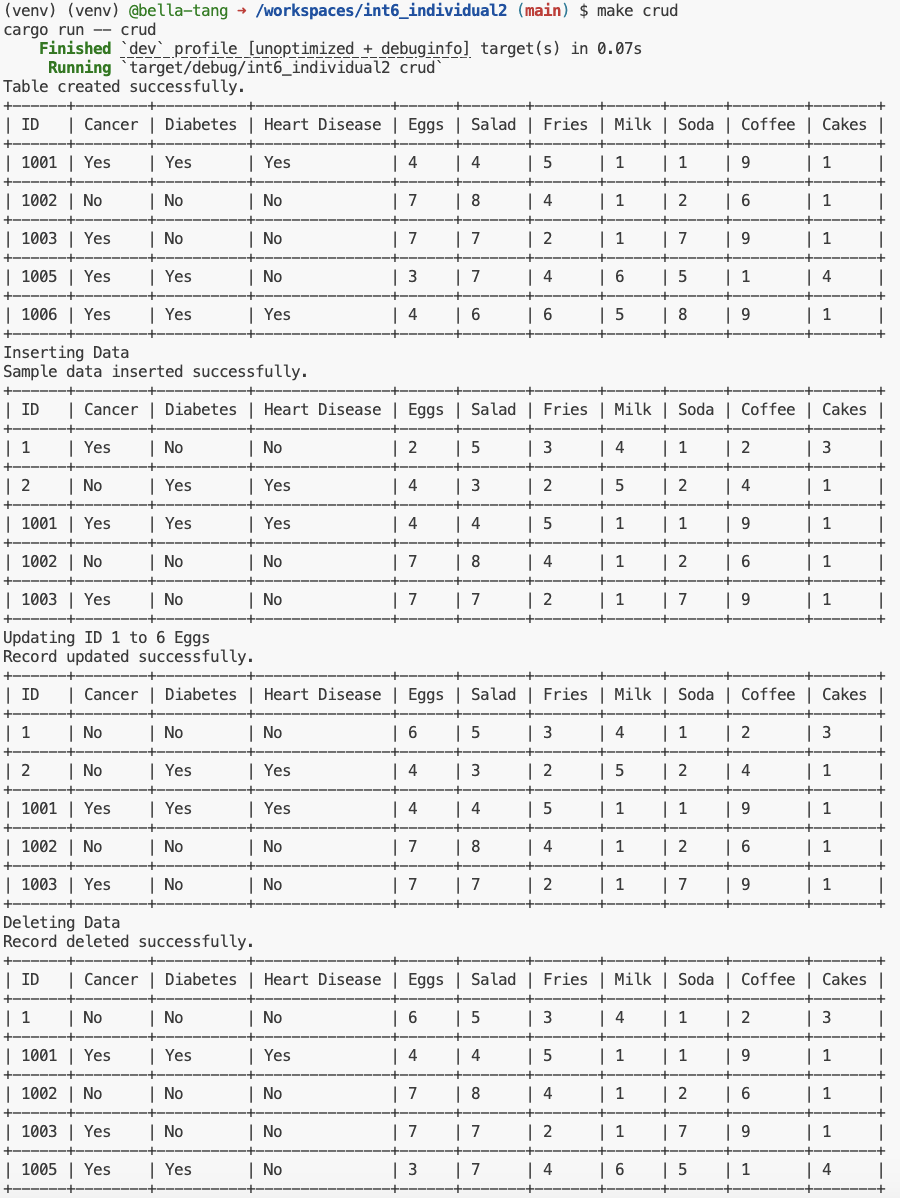 (venv) (venv) @bella-tang ➜ /workspaces/int6_individual2 (main) $ make crud
cargo run -- crud
    Finished `dev` profile [unoptimized + debuginfo] target(s) in 0.07s
     Running `target/debug/int6_individual2 crud`
Table created successfully.
+------+--------+----------+---------------+------+-------+-------+------+------+--------+-------+
| ID   | Cancer | Diabetes | Heart Disease | Eggs | Salad | Fries | Milk | Soda | Coffee | Cakes |
+------+--------+----------+---------------+------+-------+-------+------+------+--------+-------+
| 1001 | Yes    | Yes      | Yes           | 4    | 4     | 5     | 1    | 1    | 9      | 1     |
+------+--------+----------+---------------+------+-------+-------+------+------+--------+-------+
| 1002 | No     | No       | No            | 7    | 8     | 4     | 1    | 2    | 6      | 1     |
+------+--------+----------+---------------+------+-------+-------+------+------+--------+-------+
| 1003 | Yes    | No       | No            | 7    | 7     | 2     | 1    | 7    | 9      | 1     |
+------+--------+----------+---------------+------+-------+-------+------+------+--------+-------+
| 1005 | Yes    | Yes      | No            | 3    | 7     | 4     | 6    | 5    | 1      | 4     |
+------+--------+----------+---------------+------+-------+-------+------+------+--------+-------+
| 1006 | Yes    | Yes      | Yes           | 4    | 6     | 6     | 5    | 8    | 9      | 1     |
+------+--------+----------+---------------+------+-------+-------+------+------+--------+-------+
Inserting Data
Sample data inserted successfully.
+------+--------+----------+---------------+------+-------+-------+------+------+--------+-------+
| ID   | Cancer | Diabetes | Heart Disease | Eggs | Salad | Fries | Milk | Soda | Coffee | Cakes |
+------+--------+----------+---------------+------+-------+-------+------+------+--------+-------+
| 1    | Yes    | No       | No            | 2    | 5     | 3     | 4    | 1    | 2      | 3     |
+------+--------+----------+---------------+------+-------+-------+------+------+--------+-------+
| 2    | No     | Yes      | Yes           | 4    | 3     | 2     | 5    | 2    | 4      | 1     |
+------+--------+----------+---------------+------+-------+-------+------+------+--------+-------+
| 1001 | Yes    | Yes      | Yes           | 4    | 4     | 5     | 1    | 1    | 9      | 1     |
+------+--------+----------+---------------+------+-------+-------+------+------+--------+-------+
| 1002 | No     | No       | No            | 7    | 8     | 4     | 1    | 2    | 6      | 1     |
+------+--------+----------+---------------+------+-------+-------+------+------+--------+-------+
| 1003 | Yes    | No       | No            | 7    | 7     | 2     | 1    | 7    | 9      | 1     |
+------+--------+----------+---------------+------+-------+-------+------+------+--------+-------+
Updating ID 1 to 6 Eggs
Record updated successfully.
+------+--------+----------+---------------+------+-------+-------+------+------+--------+-------+
| ID   | Cancer | Diabetes | Heart Disease | Eggs | Salad | Fries | Milk | Soda | Coffee | Cakes |
+------+--------+----------+---------------+------+-------+-------+------+------+--------+-------+
| 1    | No     | No       | No            | 6    | 5     | 3     | 4    | 1    | 2      | 3     |
+------+--------+----------+---------------+------+-------+-------+------+------+--------+-------+
| 2    | No     | Yes      | Yes           | 4    | 3     | 2     | 5    | 2    | 4      | 1     |
+------+--------+----------+---------------+------+-------+-------+------+------+--------+-------+
| 1001 | Yes    | Yes      | Yes           | 4    | 4     | 5     | 1    | 1    | 9      | 1     |
+------+--------+----------+---------------+------+-------+-------+------+------+--------+-------+
| 1002 | No     | No       | No            | 7    | 8     | 4     | 1    | 2    | 6      | 1     |
+------+--------+----------+---------------+------+-------+-------+------+------+--------+-------+
| 1003 | Yes    | No       | No            | 7    | 7     | 2     | 1    | 7    | 9      | 1     |
+------+--------+----------+---------------+------+-------+-------+------+------+--------+-------+
Deleting Data
Record deleted successfully.
+------+--------+----------+---------------+------+-------+-------+------+------+--------+-------+
| ID   | Cancer | Diabetes | Heart Disease | Eggs | Salad | Fries | Milk | Soda | Coffee | Cakes |
+------+--------+----------+---------------+------+-------+-------+------+------+--------+-------+
| 1    | No     | No       | No            | 6    | 5     | 3     | 4    | 1    | 2      | 3     |
+------+--------+----------+---------------+------+-------+-------+------+------+--------+-------+
| 1001 | Yes    | Yes      | Yes           | 4    | 4     | 5     | 1    | 1    | 9      | 1     |
+------+--------+----------+---------------+------+-------+-------+------+------+--------+-------+
| 1002 | No     | No       | No            | 7    | 8     | 4     | 1    | 2    | 6      | 1     |
+------+--------+----------+---------------+------+-------+-------+------+------+--------+-------+
| 1003 | Yes    | No       | No            | 7    | 7     | 2     | 1    | 7    | 9      | 1     |
+------+--------+----------+---------------+------+-------+-------+------+------+--------+-------+
| 1005 | Yes    | Yes      | No            | 3    | 7     | 4     | 6    | 5    | 1      | 4     |
+------+--------+----------+---------------+------+-------+-------+------+------+--------+-------+